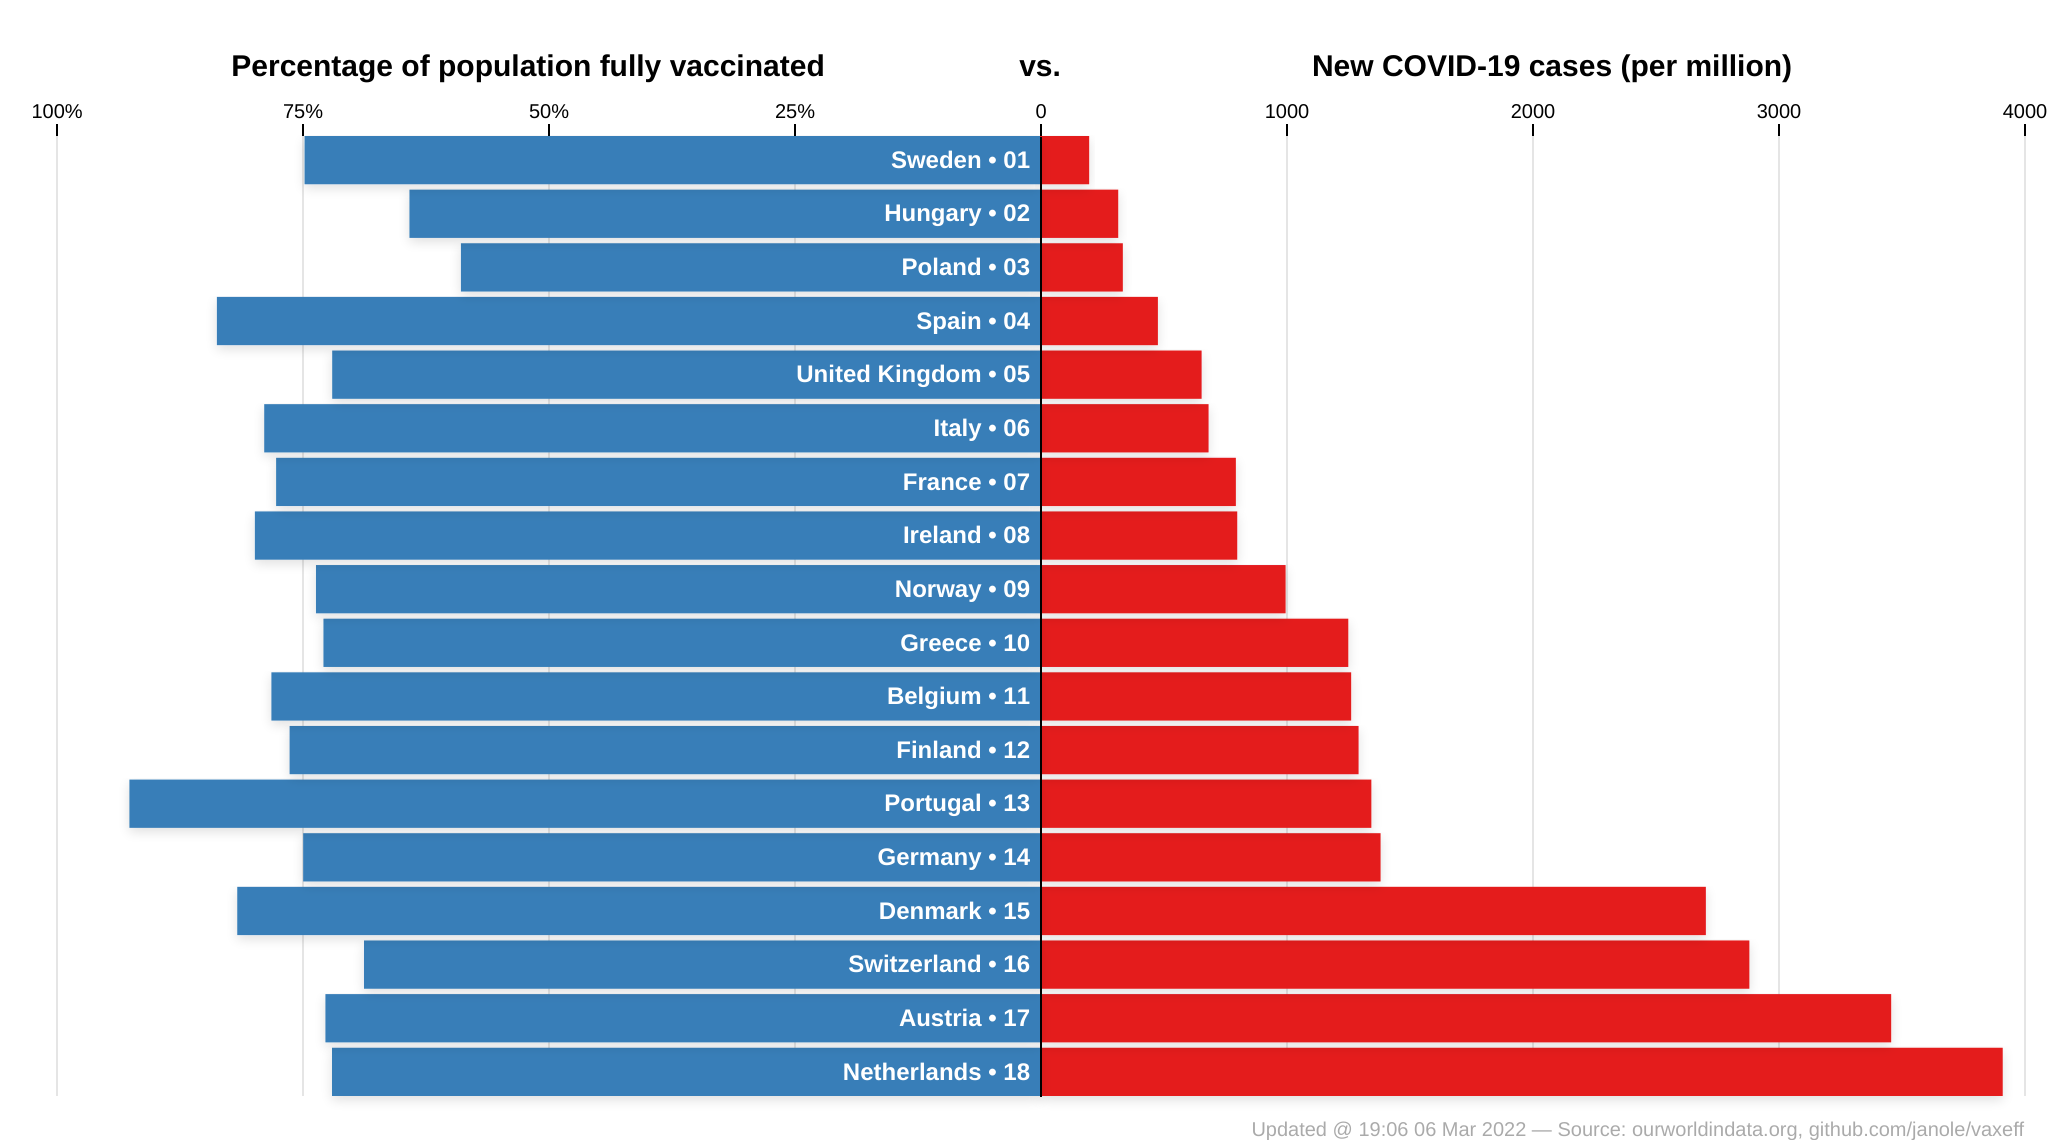 Percentage of population fully vaccinated vs. New COVID-19 cases (per million)
100% 75% 50% 25% 0 1000 2000 3000 4000
Sweden • 01
Hungary • 02
Poland • 03
Spain • 04
United Kingdom • 05
Italy • 06
France • 07
Ireland • 08
Norway • 09
Greece • 10
Belgium • 11
Finland • 12
Portugal • 13
Germany • 14
Denmark • 15
Switzerland • 16
Austria • 17
Netherlands • 18
Updated @ 19:06 06 Mar 2022 — Source: ourworldindata.org, github.com/janole/vaxeff